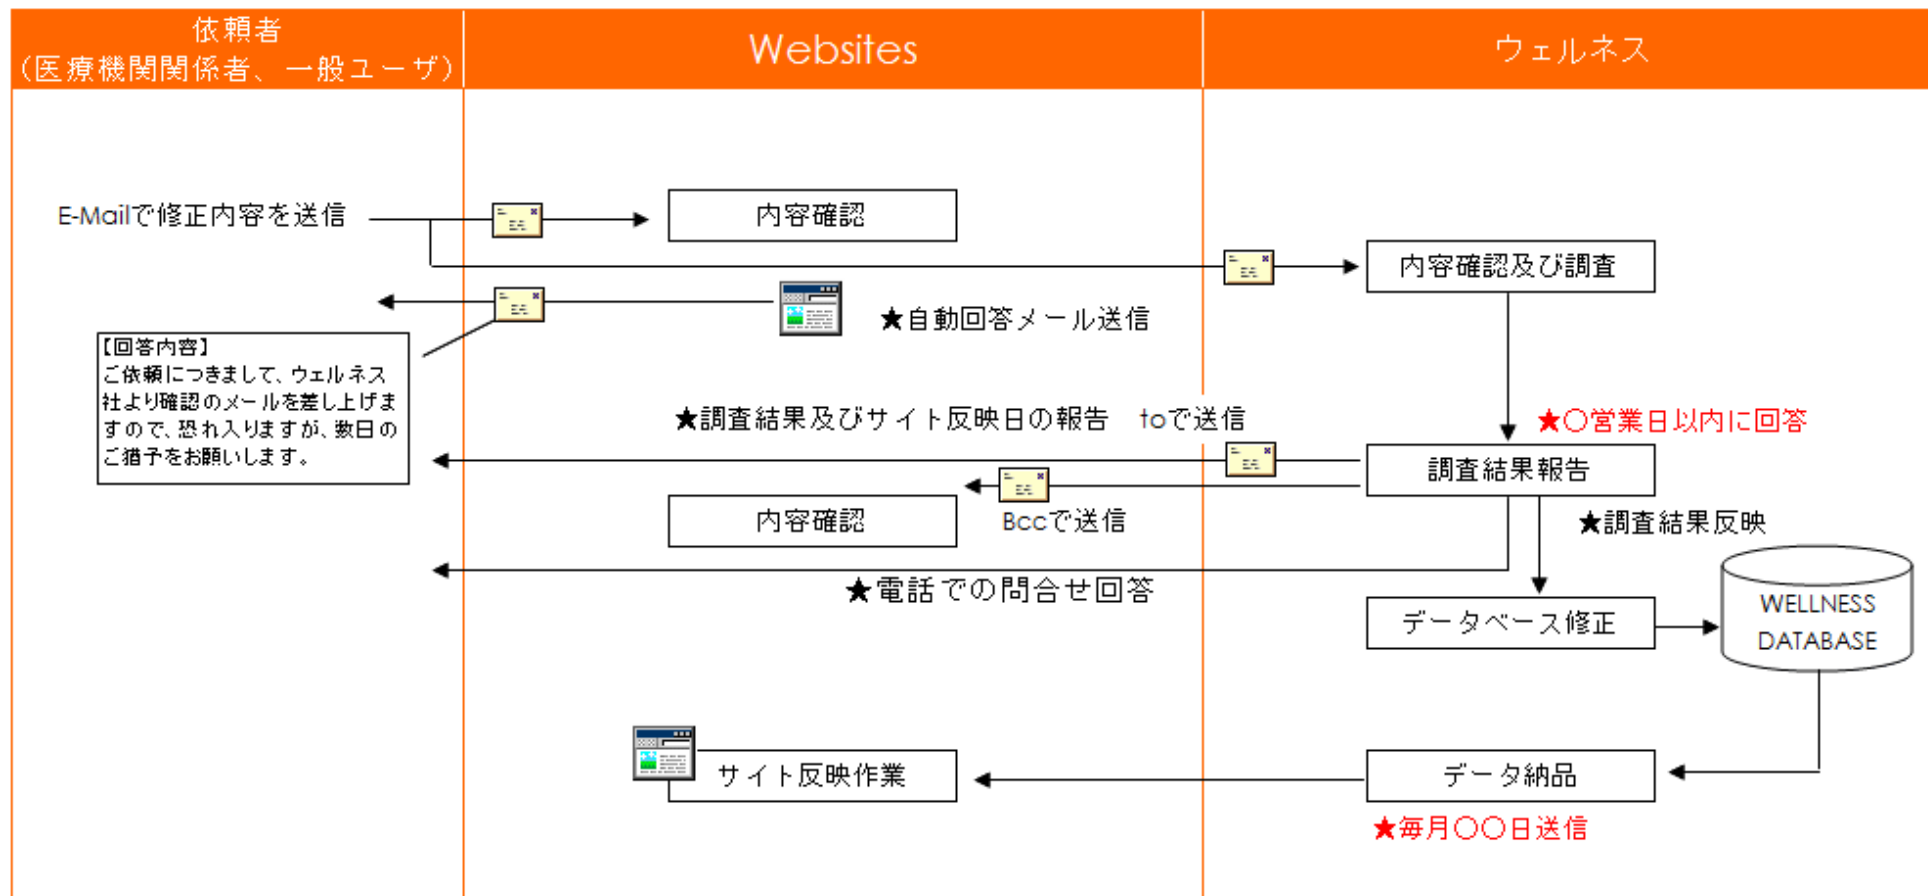 依頼者
(医療機関関係者、一般ユーザ)
Websites
ウェルネス
E-Mailで修正内容を送信
内容確認
内容確認及び調査
★自動回答メール送信
【回答内容】
ご依頼につきまして、ウェルネス
社より確認のメールを差し上げま
すので、恐れ入りますが、数日の
ご猶予をお願いします。
★調査結果及びサイト反映日の報告 toで送信
★〇営業日以内に回答
調査結果報告
Bccで送信
内容確認
★調査結果反映
★電話での問合せ回答
データベース修正
WELLNESS
DATABASE
サイト反映作業
データ納品
★毎月〇〇日送信